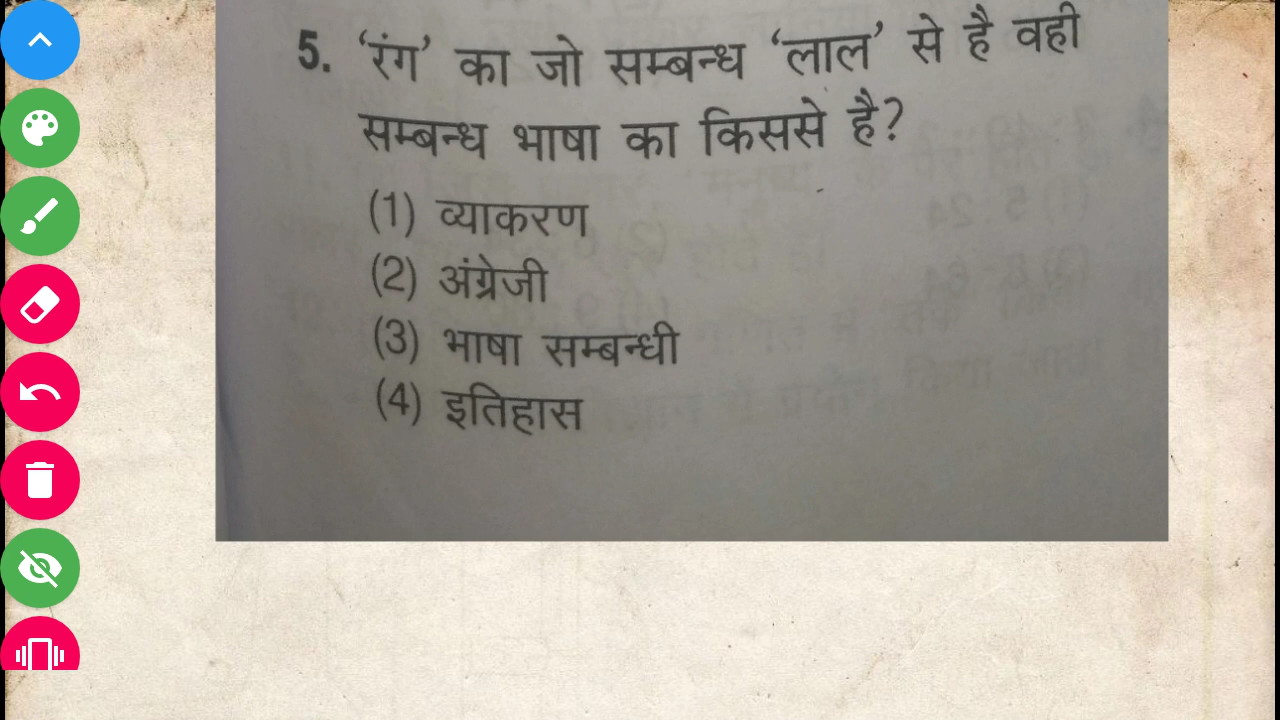 5. ‘रंग’ का जो सम्बन्ध ‘लाल’ से है वही
सम्बन्ध भाषा का किससे है?
(1) व्याकरण
(2) अंग्रेजी
(3) भाषा सम्बन्धी
(4) इतिहास